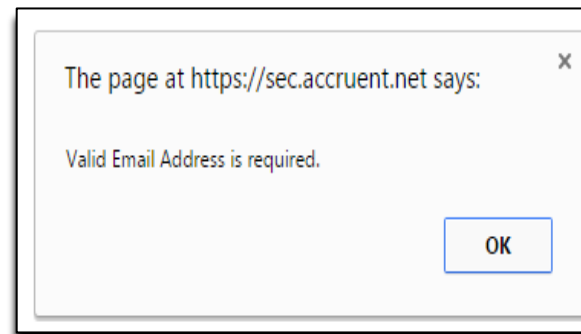 The page at https://sec.accruent.net says:
Valid Email Address is required.
OK